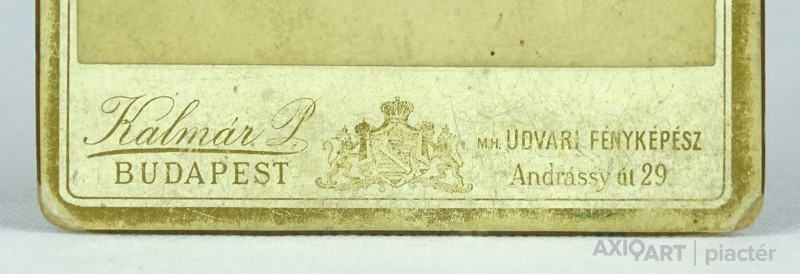 Kalmár P.
BUDAPEST
M.H. UDVARI FÉNYKÉPÉSZ
Andrássy út 29
AXIOART | piactér